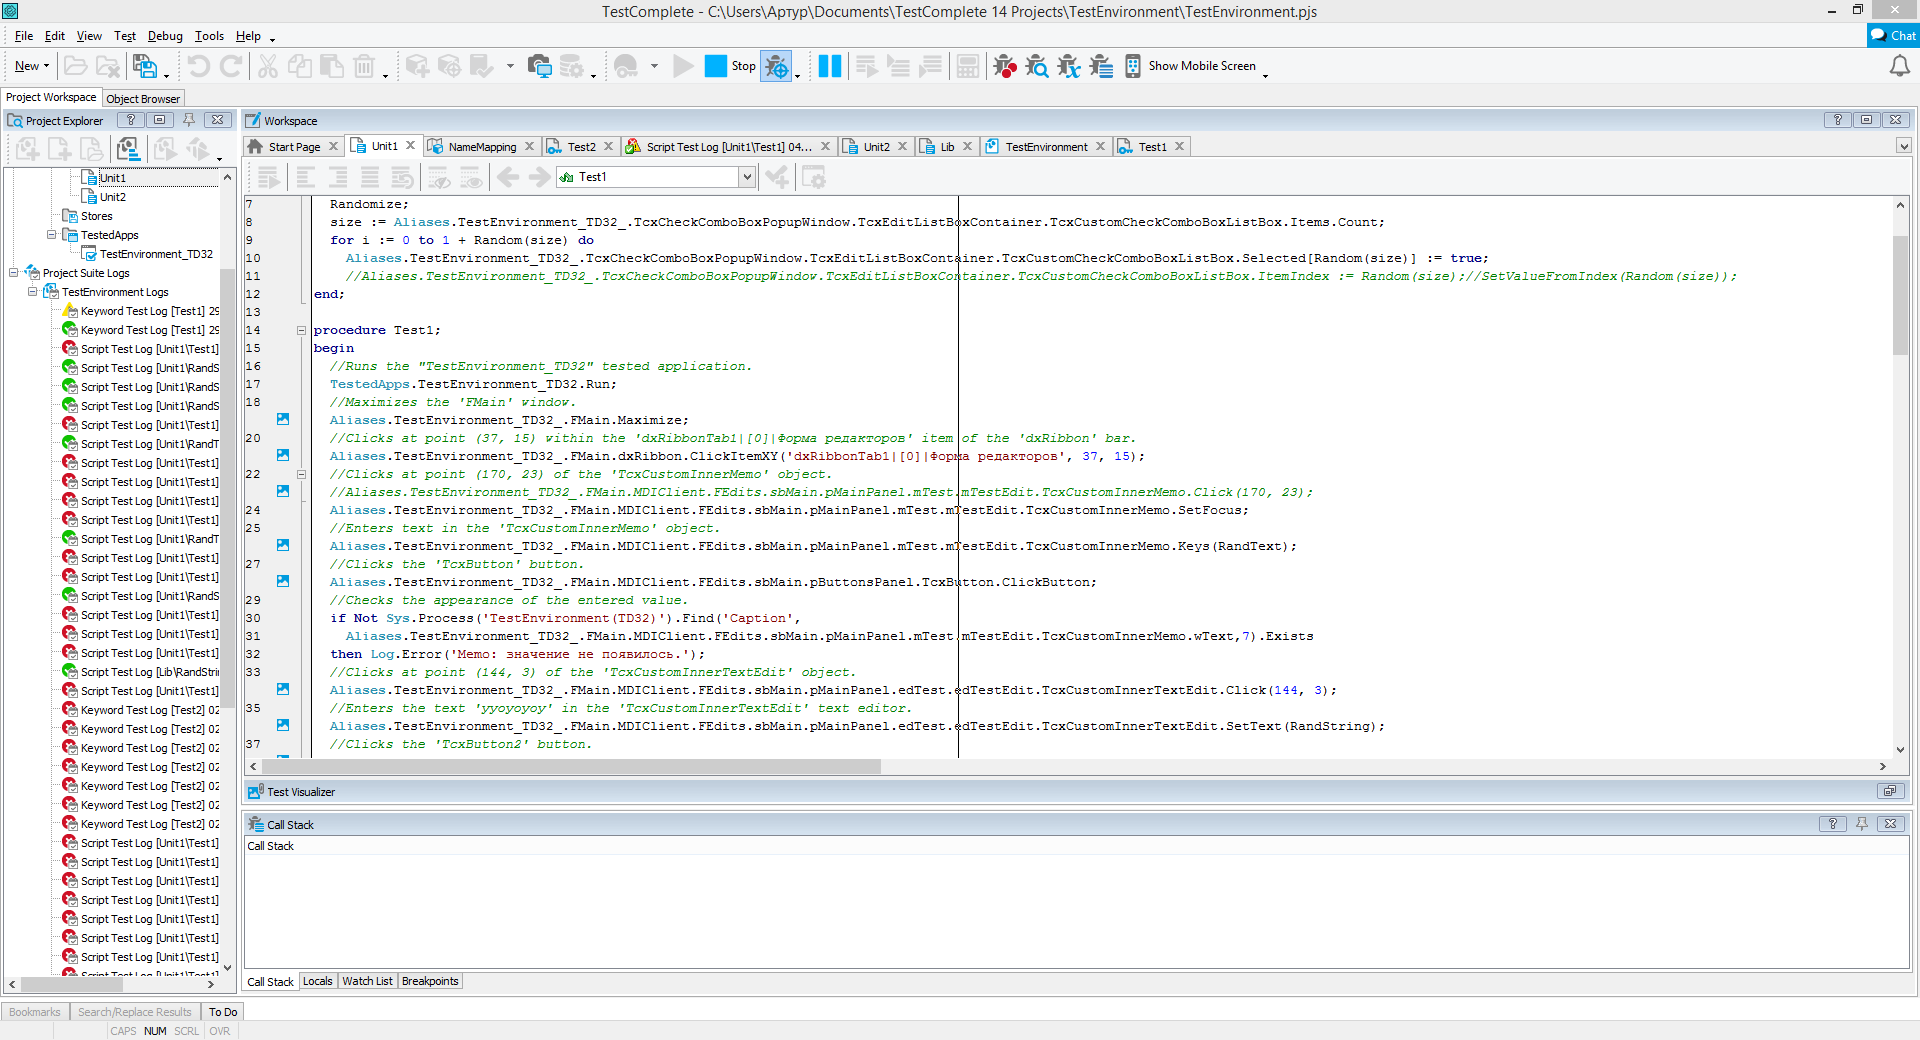 TestComplete - C:\Users\Артур\Documents\TestComplete 14 Projects\TestEnvironment\TestEnvironment.pjs
File Edit View Test Debug Tools Help
Chat
New Stop Show Mobile Screen
Project Workspace Object Browser
Project Explorer
Unit1
Unit2
Stores
TestedApps
TestEnvironment_TD32
Project Suite Logs
TestEnvironment Logs
Keyword Test Log [Test1] 29
Keyword Test Log [Test1] 29
Script Test Log [Unit1\Test1]
Script Test Log [Unit1\RandS
Script Test Log [Unit1\RandS
Script Test Log [Unit1\RandS
Script Test Log [Unit1\Test1]
Script Test Log [Unit1\RandT
Script Test Log [Unit1\Test1]
Script Test Log [Unit1\Test1]
Script Test Log [Unit1\Test1]
Script Test Log [Unit1\Test1]
Script Test Log [Unit1\RandT
Script Test Log [Unit1\Test1]
Script Test Log [Unit1\Test1]
Script Test Log [Unit1\RandS
Script Test Log [Unit1\Test1]
Script Test Log [Unit1\Test1]
Script Test Log [Unit1\Test1]
Script Test Log [Lib\RandStrin
Script Test Log [Unit1\Test1]
Keyword Test Log [Test2] 02
Keyword Test Log [Test2] 02
Keyword Test Log [Test2] 02
Keyword Test Log [Test2] 02
Keyword Test Log [Test2] 02
Keyword Test Log [Test2] 02
Keyword Test Log [Test2] 02
Script Test Log [Unit1\Test1]
Script Test Log [Unit1\Test1]
Script Test Log [Unit1\Test1]
Script Test Log [Unit1\Test1]
Script Test Log [Unit1\Test1]
Script Test Log [Unit1\Test1]
Script Test Log [Unit1\Test1]
Script Test Log [Unit1\Test1]
Workspace
Start Page Unit1 NameMapping Test2 Script Test Log [Unit1\Test1] 04... Unit2 Lib TestEnvironment Test1
Test1
7 Randomize;
8 size := Aliases.TestEnvironment_TD32_.TcxCheckComboBoxPopupWindow.TcxEditListBoxContainer.TcxCustomCheckComboBoxListBox.Items.Count;
9 for i := 0 to 1 + Random(size) do
10 Aliases.TestEnvironment_TD32_.TcxCheckComboBoxPopupWindow.TcxEditListBoxContainer.TcxCustomCheckComboBoxListBox.Selected[Random(size)] := true;
11 //Aliases.TestEnvironment_TD32_.TcxCheckComboBoxPopupWindow.TcxEditListBoxContainer.TcxCustomCheckComboBoxListBox.ItemIndex := Random(size);//SetValueFromIndex(Random(size));
12 end;
13
14 procedure Test1;
15 begin
16 //Runs the "TestEnvironment_TD32" tested application.
17 TestedApps.TestEnvironment_TD32.Run;
18 //Maximizes the 'FMain' window.
Aliases.TestEnvironment_TD32_.FMain.Maximize;
20 //Clicks at point (37, 15) within the 'dxRibbonTab1|[0]|Форма редакторов' item of the 'dxRibbon' bar.
Aliases.TestEnvironment_TD32_.FMain.dxRibbon.ClickItemXY('dxRibbonTab1|[0]|Форма редакторов', 37, 15);
22 //Clicks at point (170, 23) of the 'TcxCustomInnerMemo' object.
//Aliases.TestEnvironment_TD32_.FMain.MDIClient.FEdits.sbMain.pMainPanel.mTest.mTestEdit.TcxCustomInnerMemo.Click(170, 23);
24 Aliases.TestEnvironment_TD32_.FMain.MDIClient.FEdits.sbMain.pMainPanel.mTest.mTestEdit.TcxCustomInnerMemo.SetFocus;
25 //Enters text in the 'TcxCustomInnerMemo' object.
Aliases.TestEnvironment_TD32_.FMain.MDIClient.FEdits.sbMain.pMainPanel.mTest.mTestEdit.TcxCustomInnerMemo.Keys(RandText);
27 //Clicks the 'TcxButton' button.
Aliases.TestEnvironment_TD32_.FMain.MDIClient.FEdits.sbMain.pButtonsPanel.TcxButton.ClickButton;
29 //Checks the appearance of the entered value.
30 if Not Sys.Process('TestEnvironment(TD32)').Find('Caption',
31 Aliases.TestEnvironment_TD32_.FMain.MDIClient.FEdits.sbMain.pMainPanel.mTest.mTestEdit.TcxCustomInnerMemo.wText,7).Exists
32 then Log.Error('Memo: значение не появилось.');
33 //Clicks at point (144, 3) of the 'TcxCustomInnerTextEdit' object.
Aliases.TestEnvironment_TD32_.FMain.MDIClient.FEdits.sbMain.pMainPanel.edTest.edTestEdit.TcxCustomInnerTextEdit.Click(144, 3);
35 //Enters the text 'yyoyoyoy' in the 'TcxCustomInnerTextEdit' text editor.
Aliases.TestEnvironment_TD32_.FMain.MDIClient.FEdits.sbMain.pMainPanel.edTest.edTestEdit.TcxCustomInnerTextEdit.SetText(RandString);
37 //Clicks the 'TcxButton2' button.
Test Visualizer
Call Stack
Call Stack
Call Stack Locals Watch List Breakpoints
Bookmarks Search/Replace Results To Do
CAPS NUM SCRL OVR